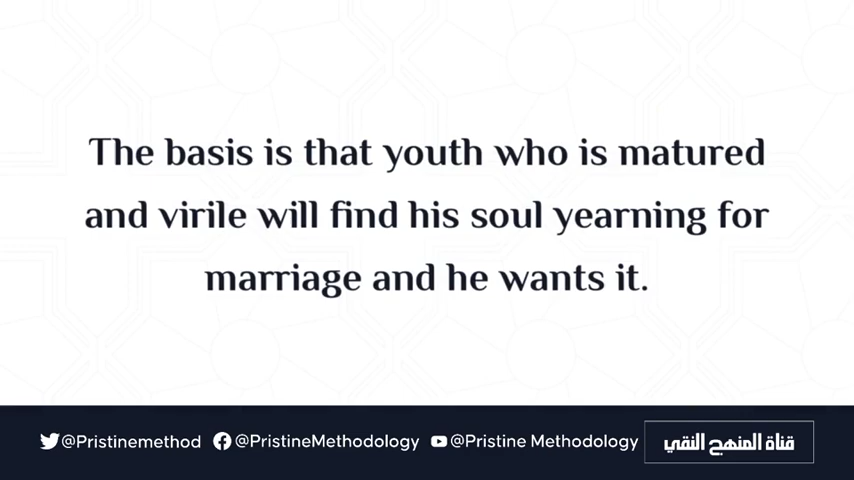 The basis is that youth who is matured
and virile will find his soul yearning for
marriage and he wants it.
@Pristinemethod @PristineMethodology @Pristine Methodology قناة المنهج النقي